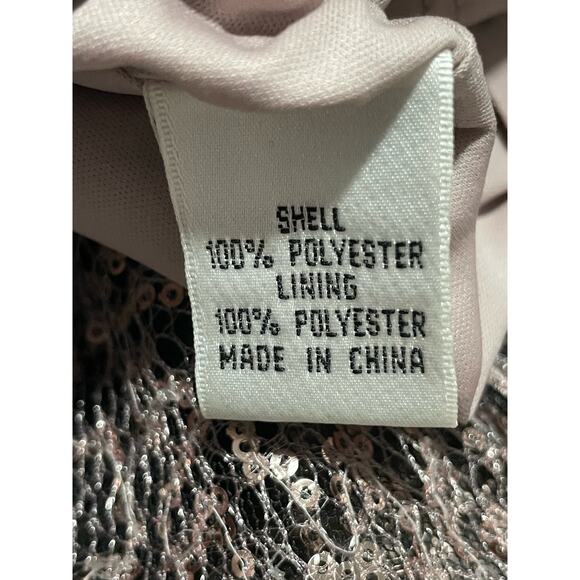 SHELL
100% POLYESTER
LINING
100% POLYESTER
MADE IN CHINA